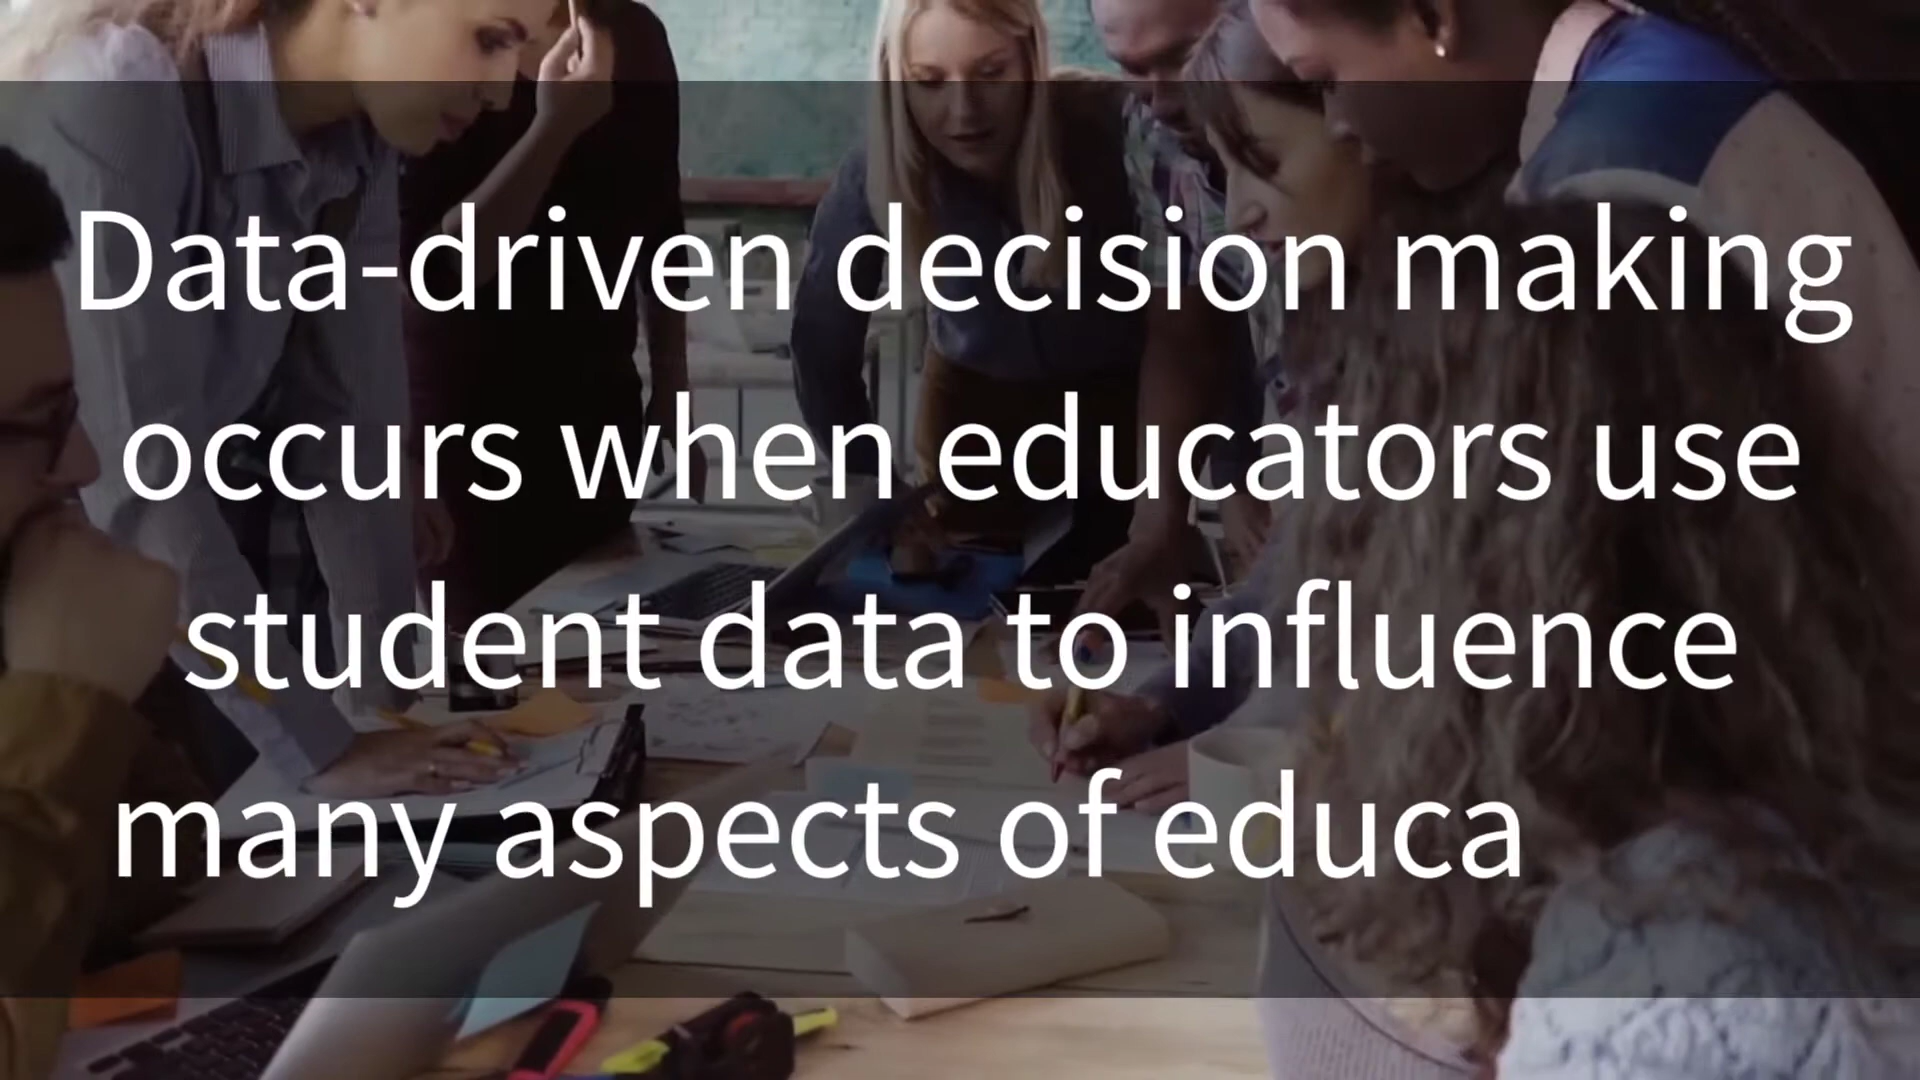 Data-driven decision making
occurs when educators use
student data to influence
many aspects of educa